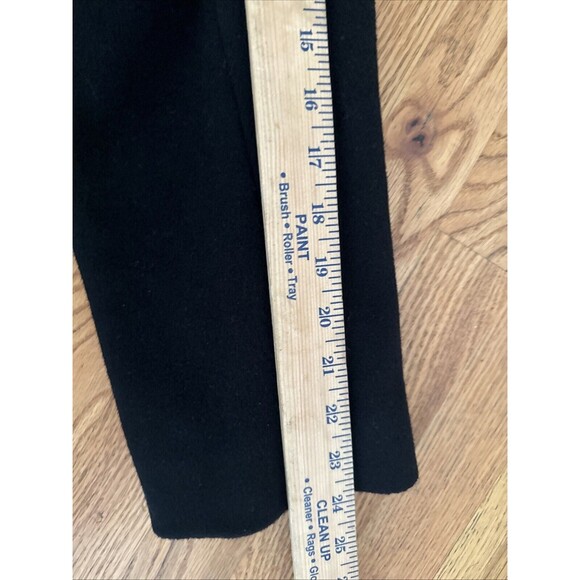 15
16
17
18
19
20
21
22
23
24
25
PAINT
• Brush • Roller • Tray
CLEAN UP
• Cleaner • Rags •